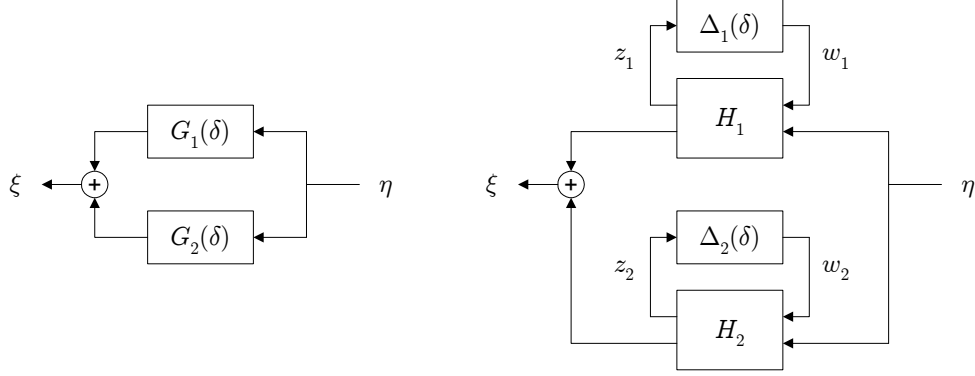 G₁(δ)
ξ
+
η
G₂(δ)
Δ₁(δ)
z₁
w₁
H₁
ξ
+
η
Δ₂(δ)
z₂
w₂
H₂